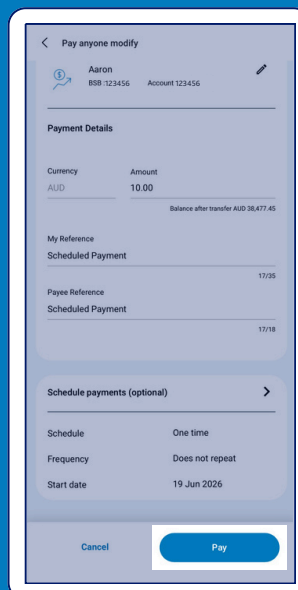 Pay anyone modify
Aaron
BSB :123456 Account 123456
Payment Details
Currency Amount
AUD 10.00
Balance after transfer AUD 38,477.45
My Reference
Scheduled Payment
17/35
Payee Reference
Scheduled Payment
17/18
Schedule payments (optional)
Schedule One time
Frequency Does not repeat
Start date 19 Jun 2026
Cancel Pay